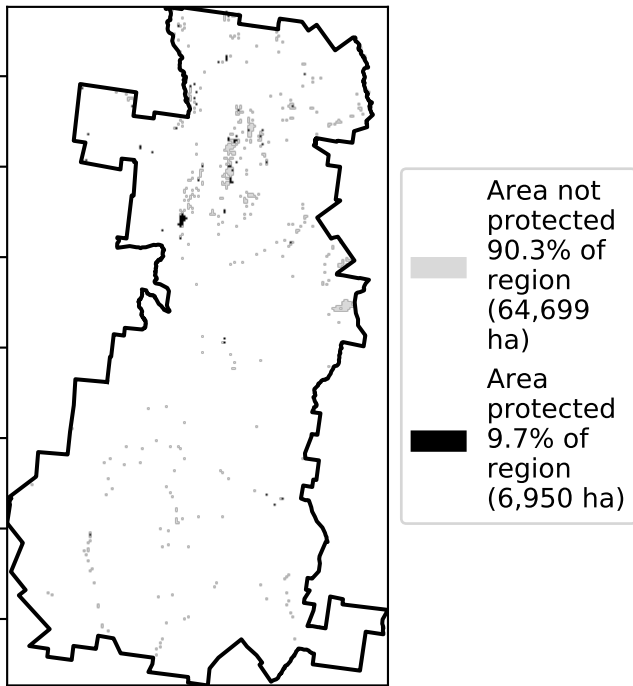 Area not
protected
90.3% of
region
(64,699
ha)
Area
protected
9.7% of
region
(6,950 ha)